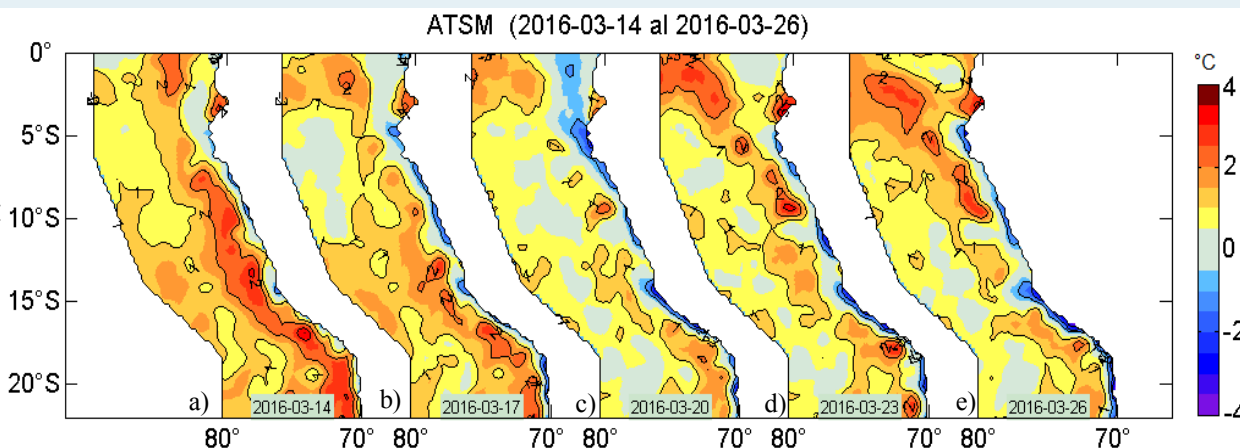 ATSM (2016-03-14 al 2016-03-26)
°C
0°
5°S
10°S
15°S
20°S
4
2
0
-2
-4
a) 2016-03-14
b) 2016-03-17
c) 2016-03-20
d) 2016-03-23
e) 2016-03-26
80° 70° 80° 70° 80° 70° 80° 70° 80° 70°